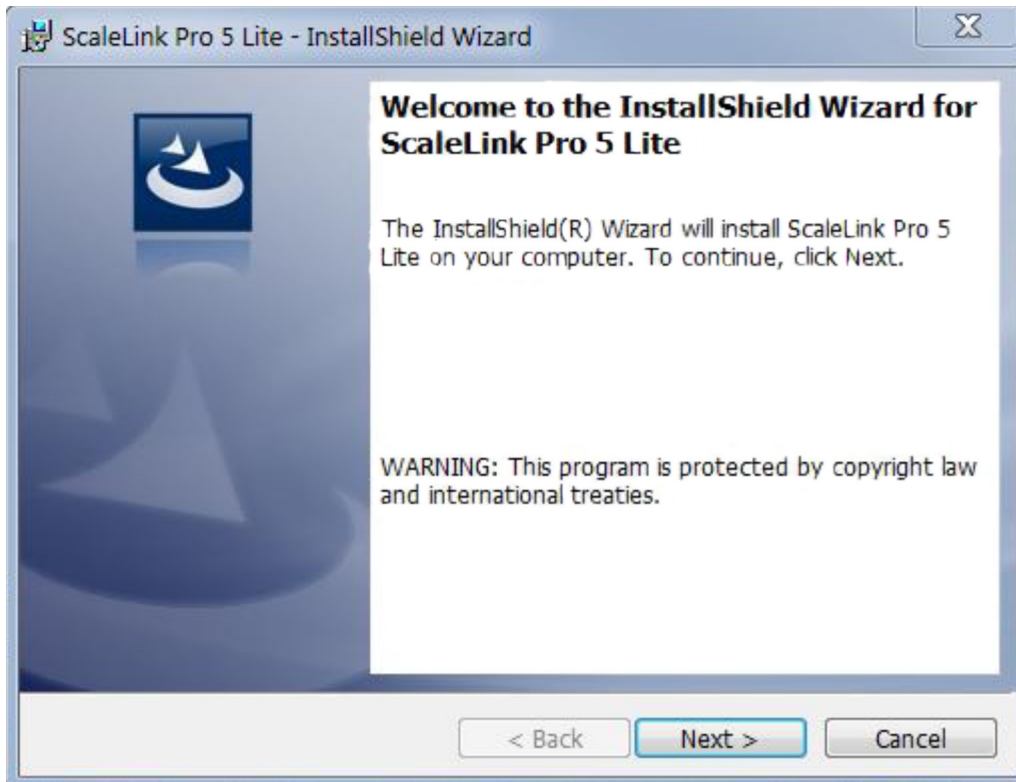 ScaleLink Pro 5 Lite - InstallShield Wizard
Welcome to the InstallShield Wizard for
ScaleLink Pro 5 Lite
The InstallShield(R) Wizard will install ScaleLink Pro 5
Lite on your computer. To continue, click Next.
WARNING: This program is protected by copyright law
and international treaties.
< Back Next > Cancel